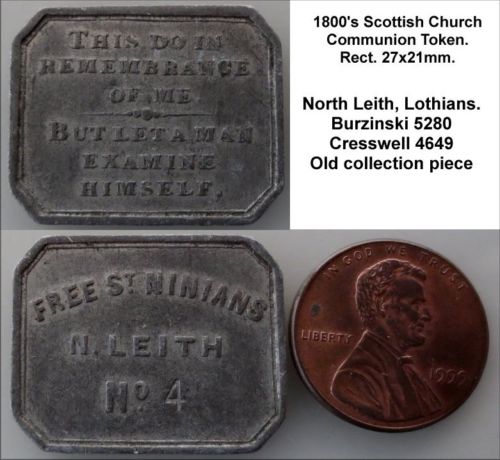 THIS DO IN
REMEMBRANCE
OF ME
BUT LET A MAN
EXAMINE
HIMSELF.
1800's Scottish Church
Communion Token.
Rect. 27x21mm.
North Leith, Lothians.
Burzinski 5280
Cresswell 4649
Old collection piece
FREE ST NINIANS
N. LEITH
No 4
IN GOD WE TRUST
LIBERTY
1999